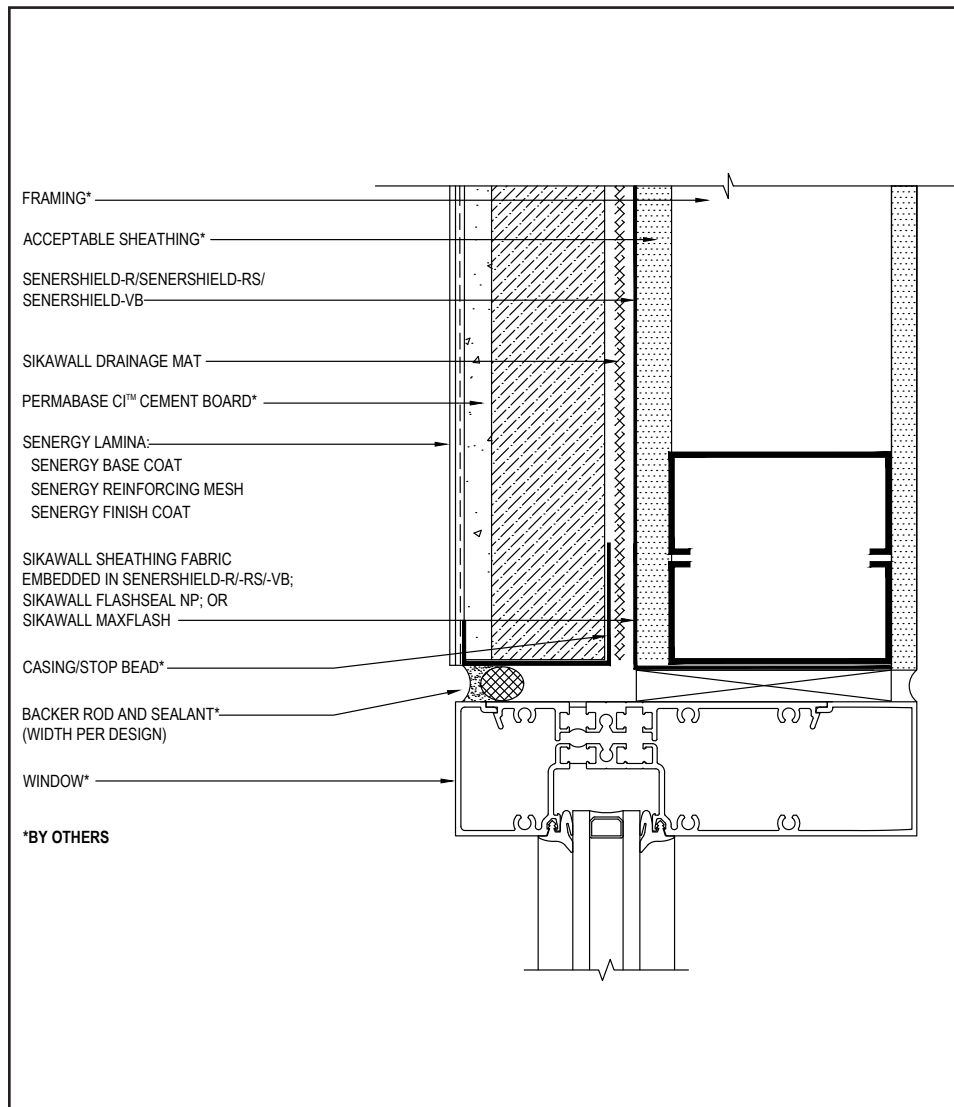 FRAMING*
ACCEPTABLE SHEATHING*
SENERSHIELD-R/SENERSHIELD-RS/
SENERSHIELD-VB
SIKAWALL DRAINAGE MAT
PERMABASE CI™ CEMENT BOARD*
SENERGY LAMINA:
SENERGY BASE COAT
SENERGY REINFORCING MESH
SENERGY FINISH COAT
SIKAWALL SHEATHING FABRIC
EMBEDDED IN SENERSHIELD-R/-RS/-VB;
SIKAWALL FLASHSEAL NP; OR
SIKAWALL MAXFLASH
CASING/STOP BEAD*
BACKER ROD AND SEALANT*
(WIDTH PER DESIGN)
WINDOW*
*BY OTHERS